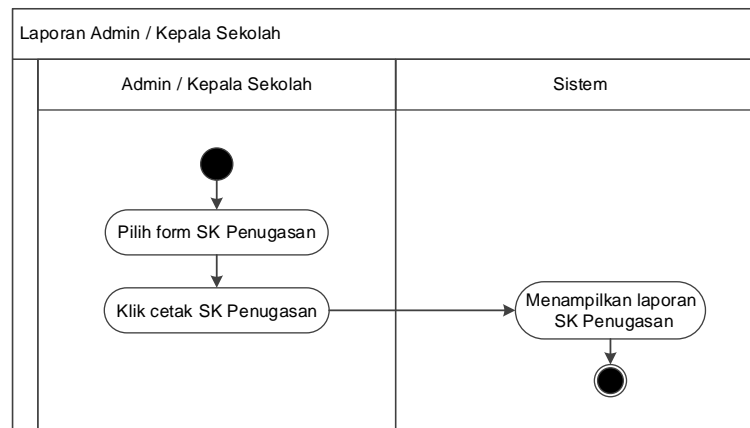 Laporan Admin / Kepala Sekolah
Admin / Kepala Sekolah
Sistem
Pilih form SK Penugasan
Klik cetak SK Penugasan
Menampilkan laporan
SK Penugasan